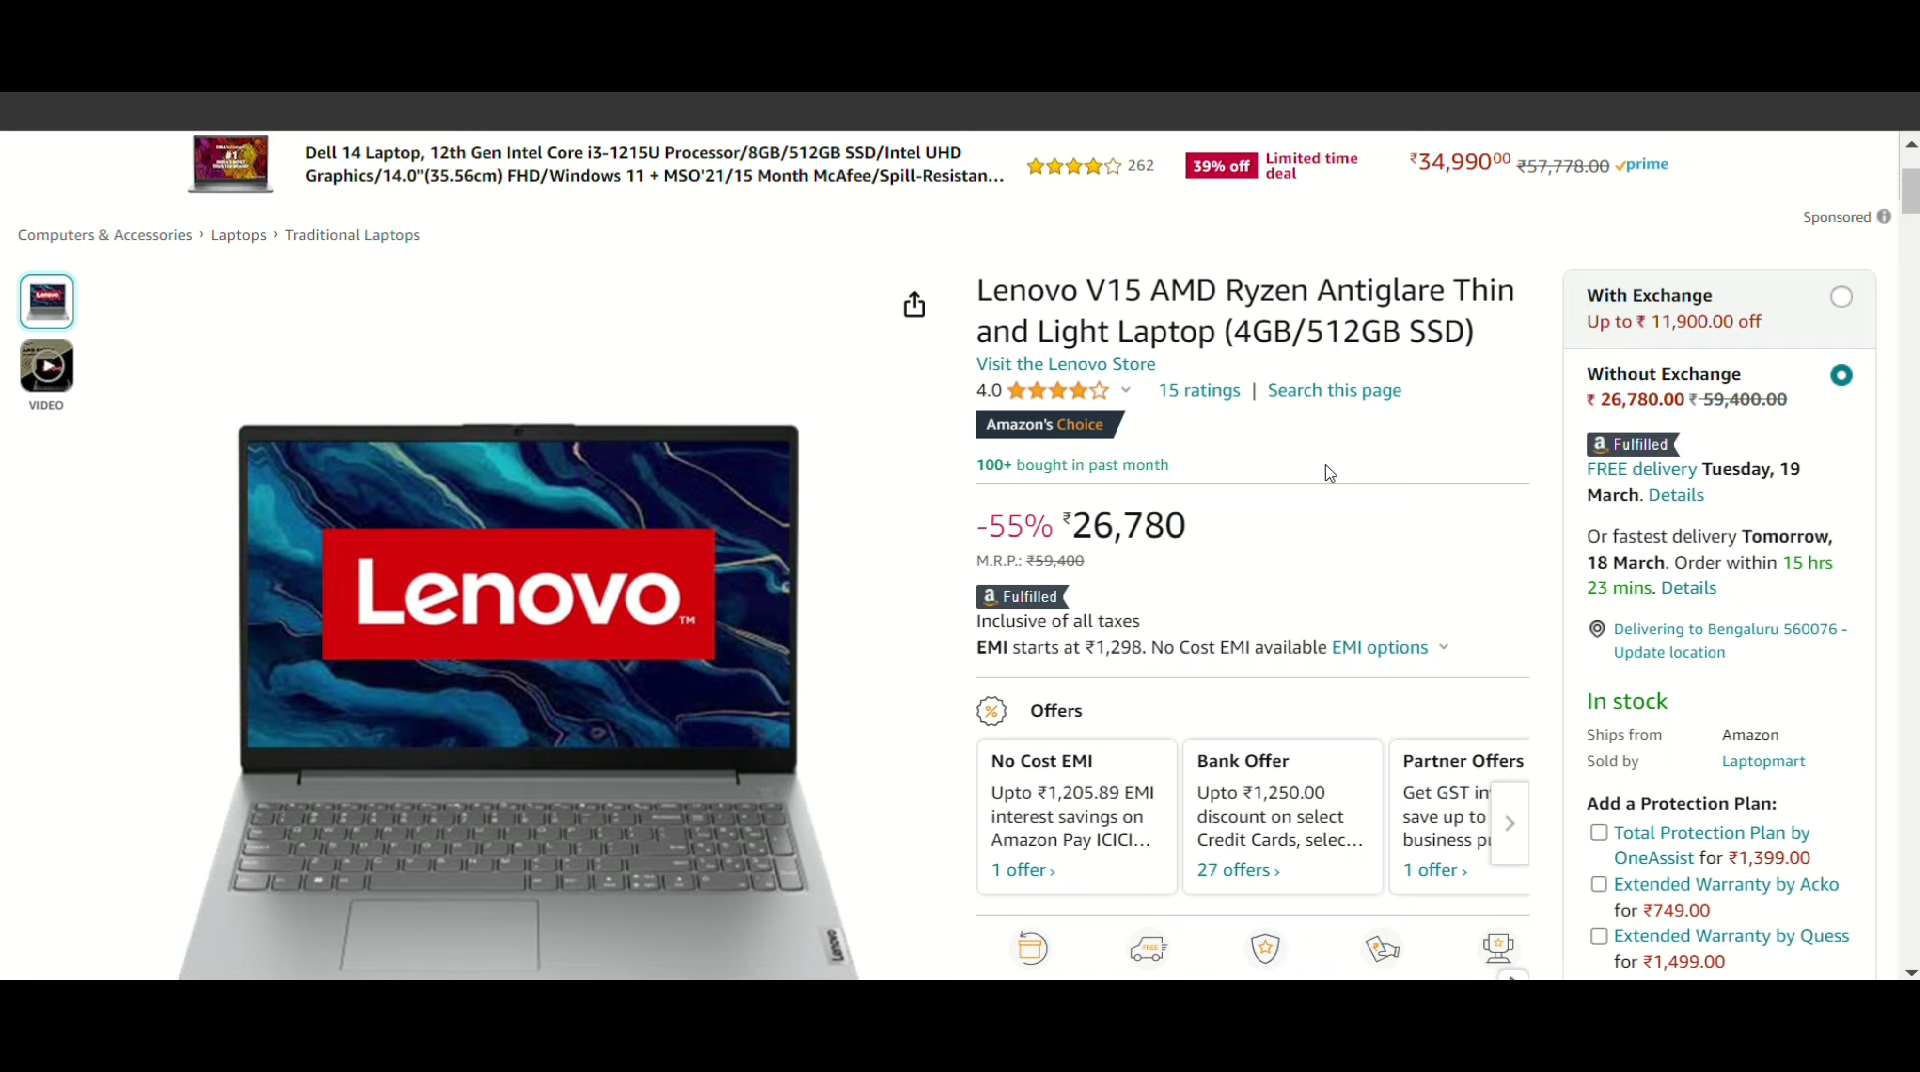 Dell 14 Laptop, 12th Gen Intel Core i3-1215U Processor/8GB/512GB SSD/Intel UHD
Graphics/14.0"(35.56cm) FHD/Windows 11 + MSO'21/15 Month McAfee/Spill-Resistan...
262
39% off
Limited time
deal
₹34,990⁰⁰ ₹57,778.00 prime
Sponsored
Computers & Accessories › Laptops › Traditional Laptops
VIDEO
Lenovo
Lenovo
Lenovo V15 AMD Ryzen Antiglare Thin
and Light Laptop (4GB/512GB SSD)
Visit the Lenovo Store
4.0 15 ratings | Search this page
Amazon's Choice
100+ bought in past month
-55% ₹26,780
M.R.P.: ₹59,400
a Fulfilled
Inclusive of all taxes
EMI starts at ₹1,298. No Cost EMI available EMI options
% Offers
No Cost EMI
Upto ₹1,205.89 EMI
interest savings on
Amazon Pay ICICI...
1 offer ›
Bank Offer
Upto ₹1,250.00
discount on select
Credit Cards, selec...
27 offers ›
Partner Offers
Get GST in
save up to
business p
1 offer ›
FREE
With Exchange
Up to ₹ 11,900.00 off
Without Exchange
₹ 26,780.00 ₹ 59,400.00
a Fulfilled
FREE delivery Tuesday, 19
March. Details
Or fastest delivery Tomorrow,
18 March. Order within 15 hrs
23 mins. Details
Delivering to Bengaluru 560076 -
Update location
In stock
Ships from Amazon
Sold by Laptopmart
Add a Protection Plan:
Total Protection Plan by
OneAssist for ₹1,399.00
Extended Warranty by Acko
for ₹749.00
Extended Warranty by Quess
for ₹1,499.00